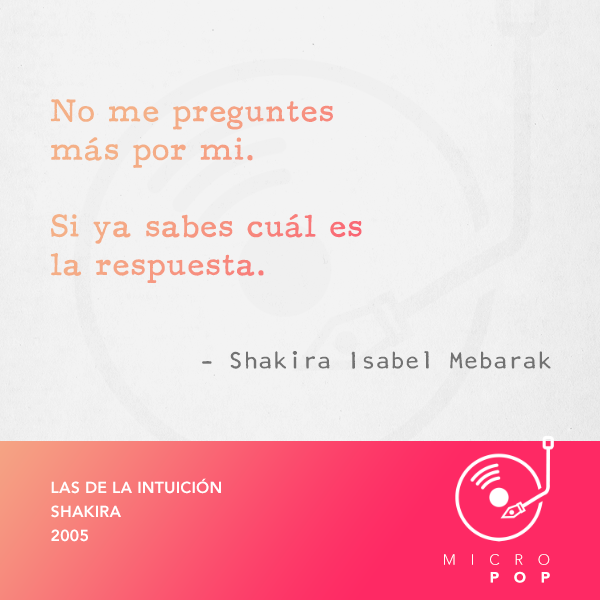 No me preguntes
más por mi.
Si ya sabes cuál es
la respuesta.
- Shakira Isabel Mebarak
LAS DE LA INTUICIÓN
SHAKIRA
2005
MICRO
POP